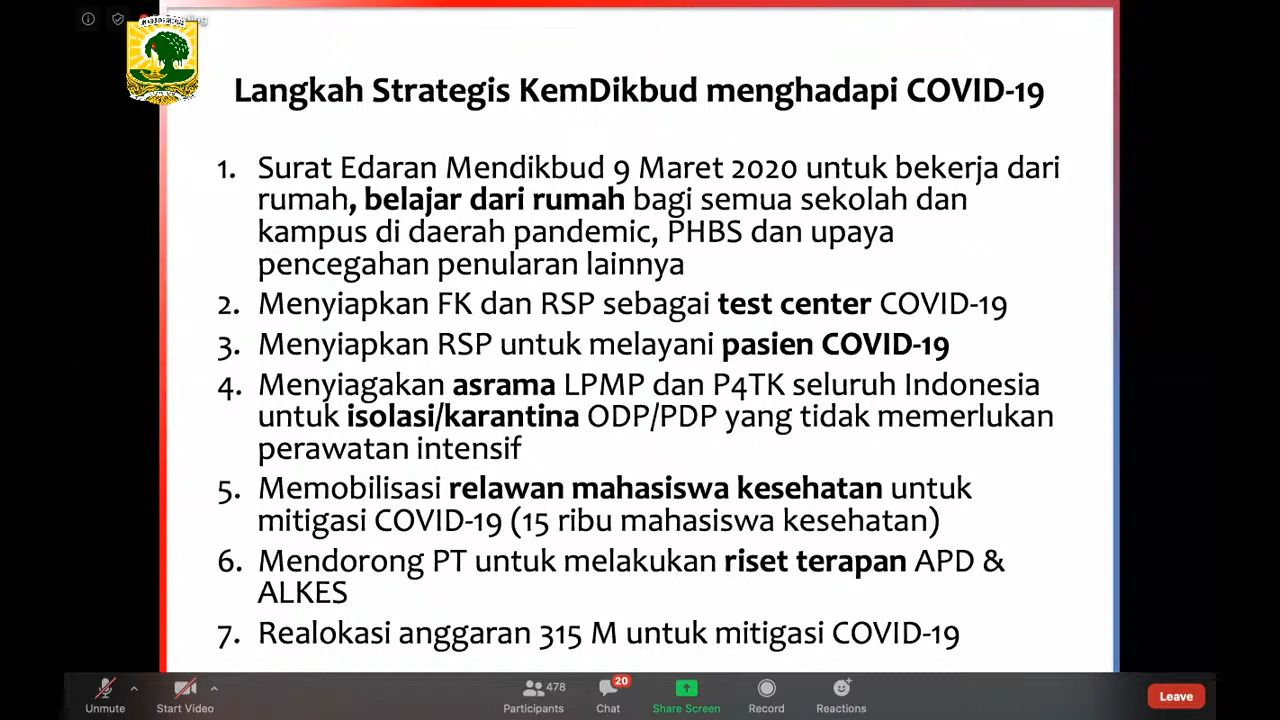 Langkah Strategis KemDikbud menghadapi COVID-19
1. Surat Edaran Mendikbud 9 Maret 2020 untuk bekerja dari
rumah, belajar dari rumah bagi semua sekolah dan
kampus di daerah pandemic, PHBS dan upaya
pencegahan penularan lainnya
2. Menyiapkan FK dan RSP sebagai test center COVID-19
3. Menyiapkan RSP untuk melayani pasien COVID-19
4. Menyiagakan asrama LPMP dan P4TK seluruh Indonesia
untuk isolasi/karantina ODP/PDP yang tidak memerlukan
perawatan intensif
5. Memobilisasi relawan mahasiswa kesehatan untuk
mitigasi COVID-19 (15 ribu mahasiswa kesehatan)
6. Mendorong PT untuk melakukan riset terapan APD &
ALKES
7. Realokasi anggaran 315 M untuk mitigasi COVID-19
478
20
Unmute
Start Video
Participants
Chat
Share Screen
Record
Reactions
Leave